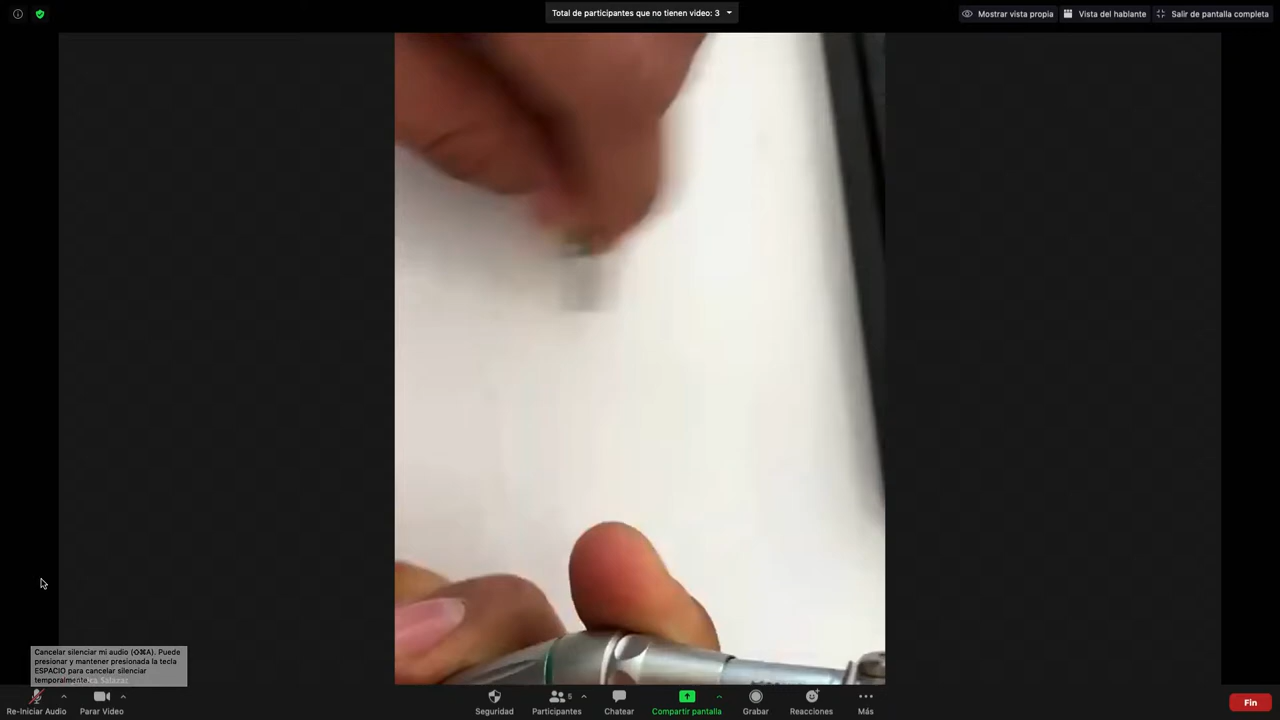 Total de participantes que no tienen video: 3
Mostrar vista propia
Vista del hablante
Salir de pantalla completa
Cancelar silenciar mi audio (⇧⌘A). Puede
presionar y mantener presionada la tecla
ESPACIO para cancelar silenciar
temporalmente.
Salazar
Re-Iniciar Audio
Parar Video
Seguridad
5
Participantes
Chatear
Compartir pantalla
Grabar
Reacciones
Más
Fin